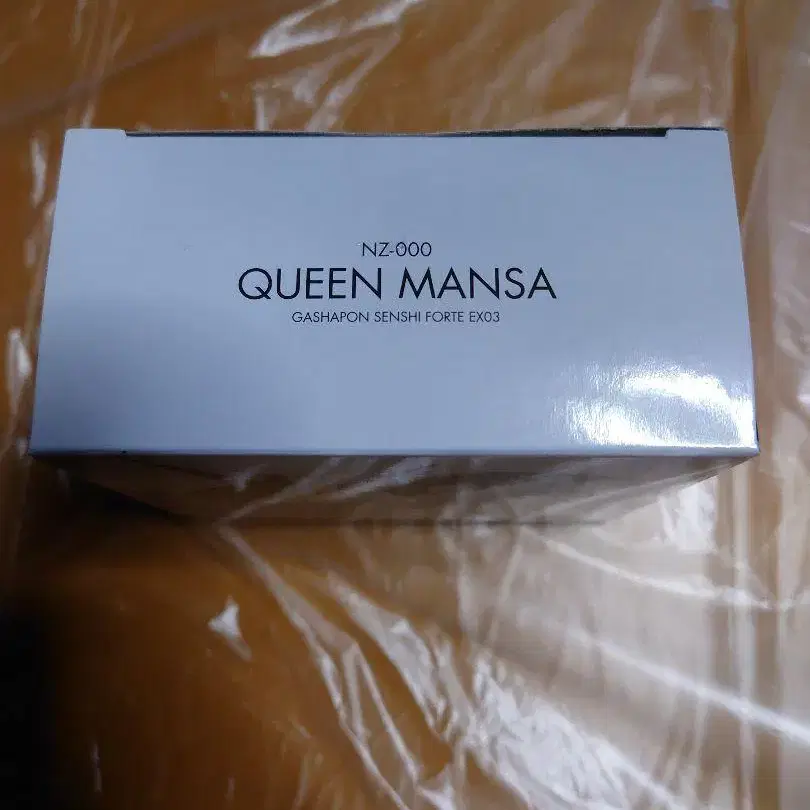 NZ-000
QUEEN MANSA
GASHAPON SENSHI FORTE EX03